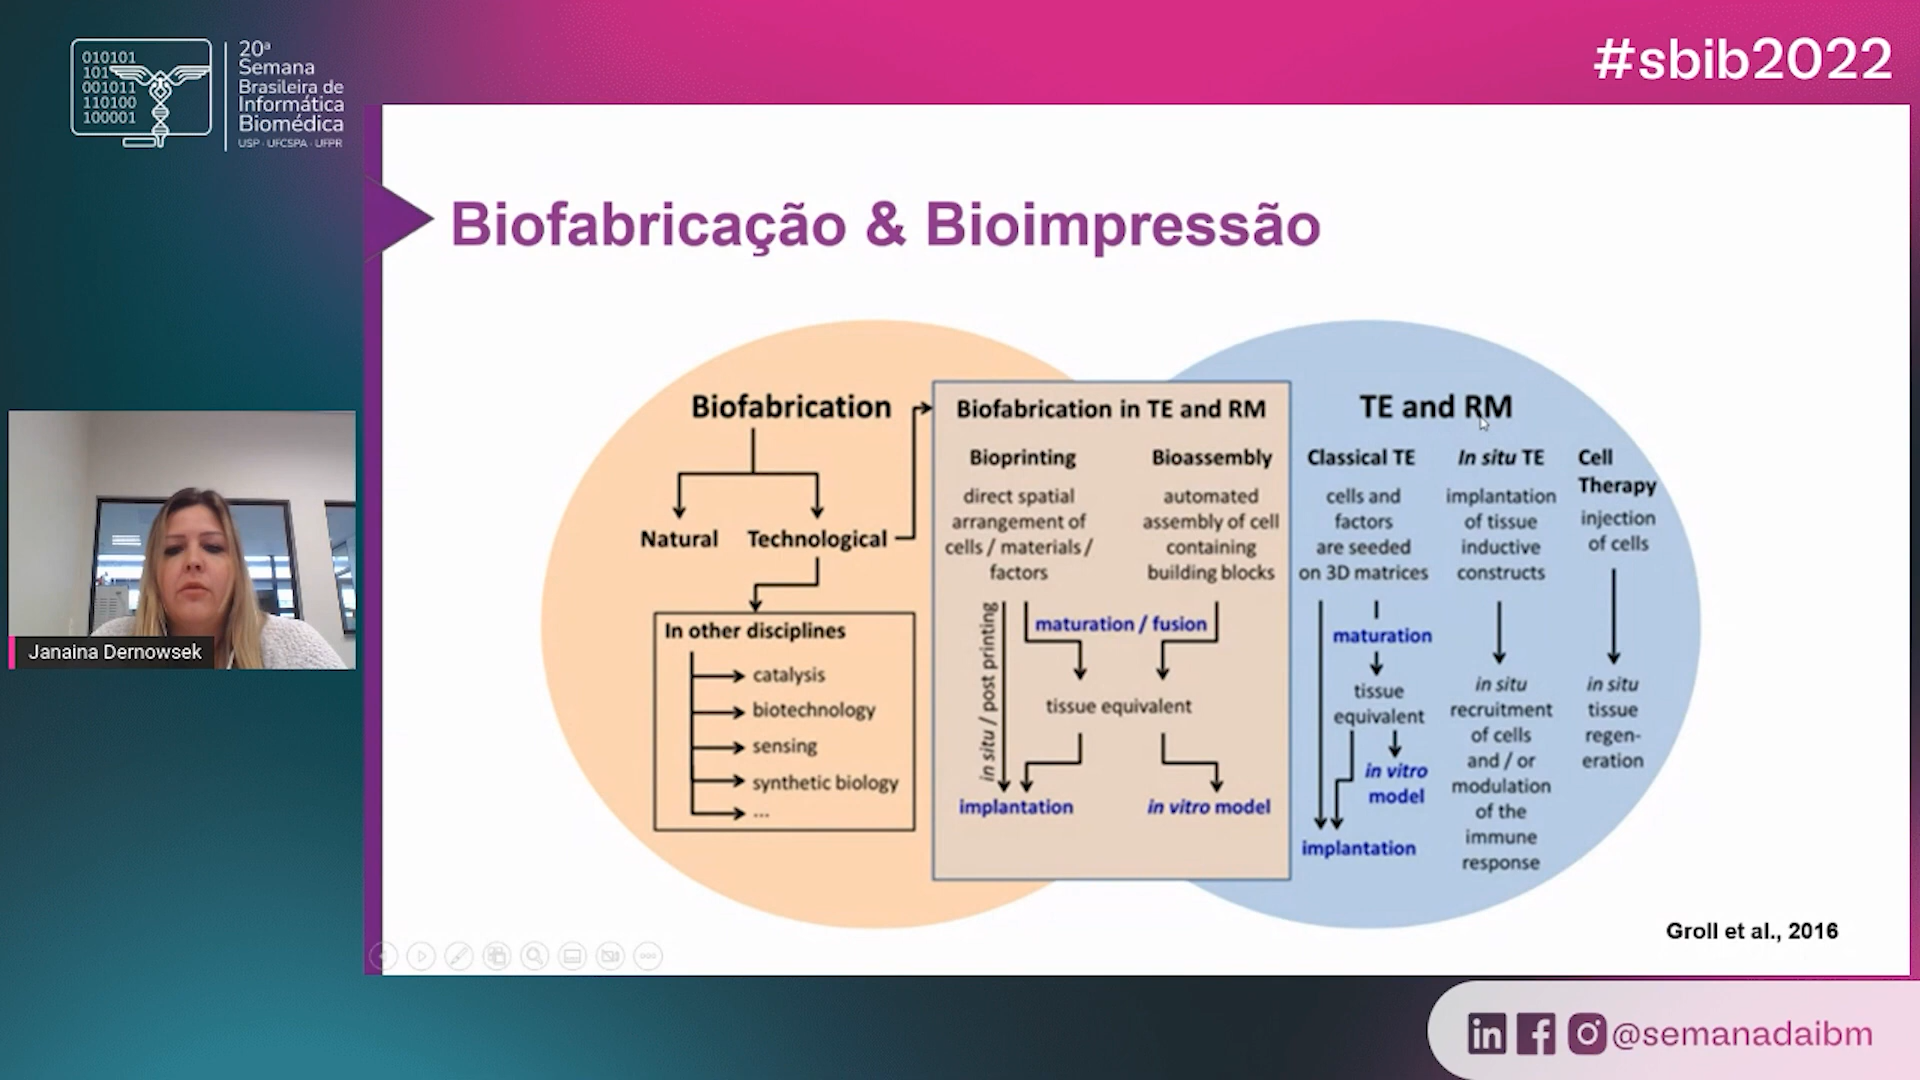 010101
101
001011
110100
100001
20ª
Semana
Brasileira de
Informática
Biomédica
USP · UFCSPA · UFPR
#sbib2022
Biofabricação & Bioimpressão
Biofabrication
Natural
Technological
In other disciplines
catalysis
biotechnology
sensing
synthetic biology
...
Biofabrication in TE and RM
Bioprinting
direct spatial
arrangement of
cells / materials /
factors
Bioassembly
automated
assembly of cell
containing
building blocks
in situ / post printing
maturation / fusion
tissue equivalent
implantation
in vitro model
TE and RM
Classical TE
cells and
factors
are seeded
on 3D matrices
maturation
tissue
equivalent
in vitro
model
implantation
In situ TE
implantation
of tissue
inductive
constructs
in situ
recruitment
of cells
and / or
modulation
of the
immune
response
Cell
Therapy
injection
of cells
in situ
tissue
regen-
eration
Groll et al., 2016
Janaina Dernowsek
in
@semanadaibm